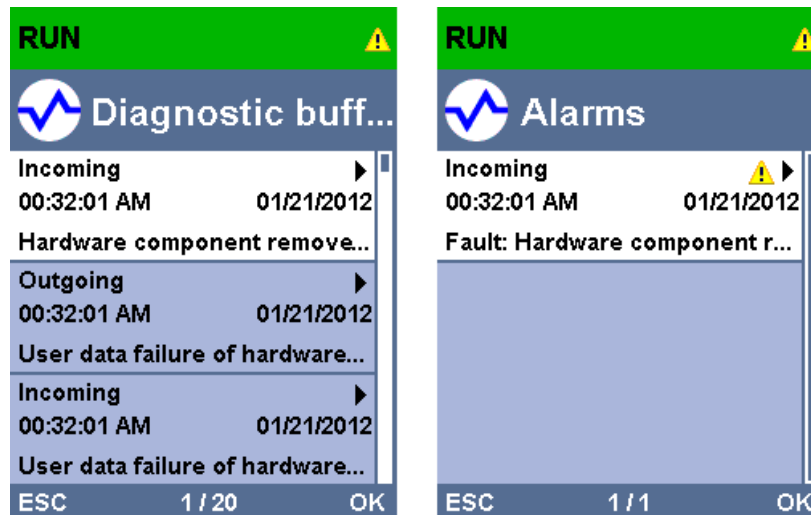 RUN
Diagnostic buff...
Incoming
00:32:01 AM 01/21/2012
Hardware component remove...
Outgoing
00:32:01 AM 01/21/2012
User data failure of hardware...
Incoming
00:32:01 AM 01/21/2012
User data failure of hardware...
ESC 1/20 OK
RUN
Alarms
Incoming
00:32:01 AM 01/21/2012
Fault: Hardware component r...
ESC 1/1 OK